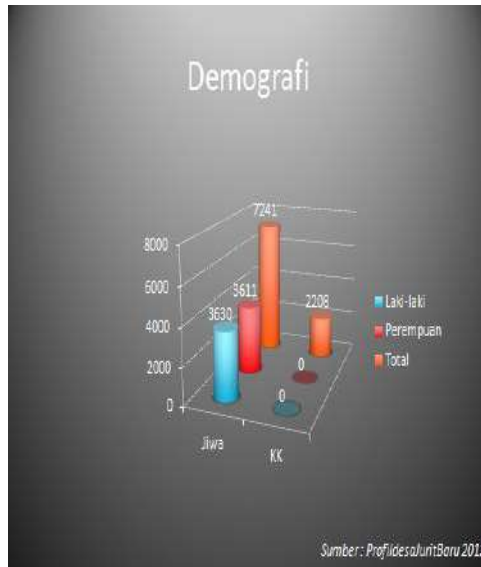 Demografi
7241
8000
6000
4000
2000
0
3611
3630
2208
0
0
Jiwa
KK
Laki-laki
Perempuan
Total
Sumber : ProfildesaJuritBaru